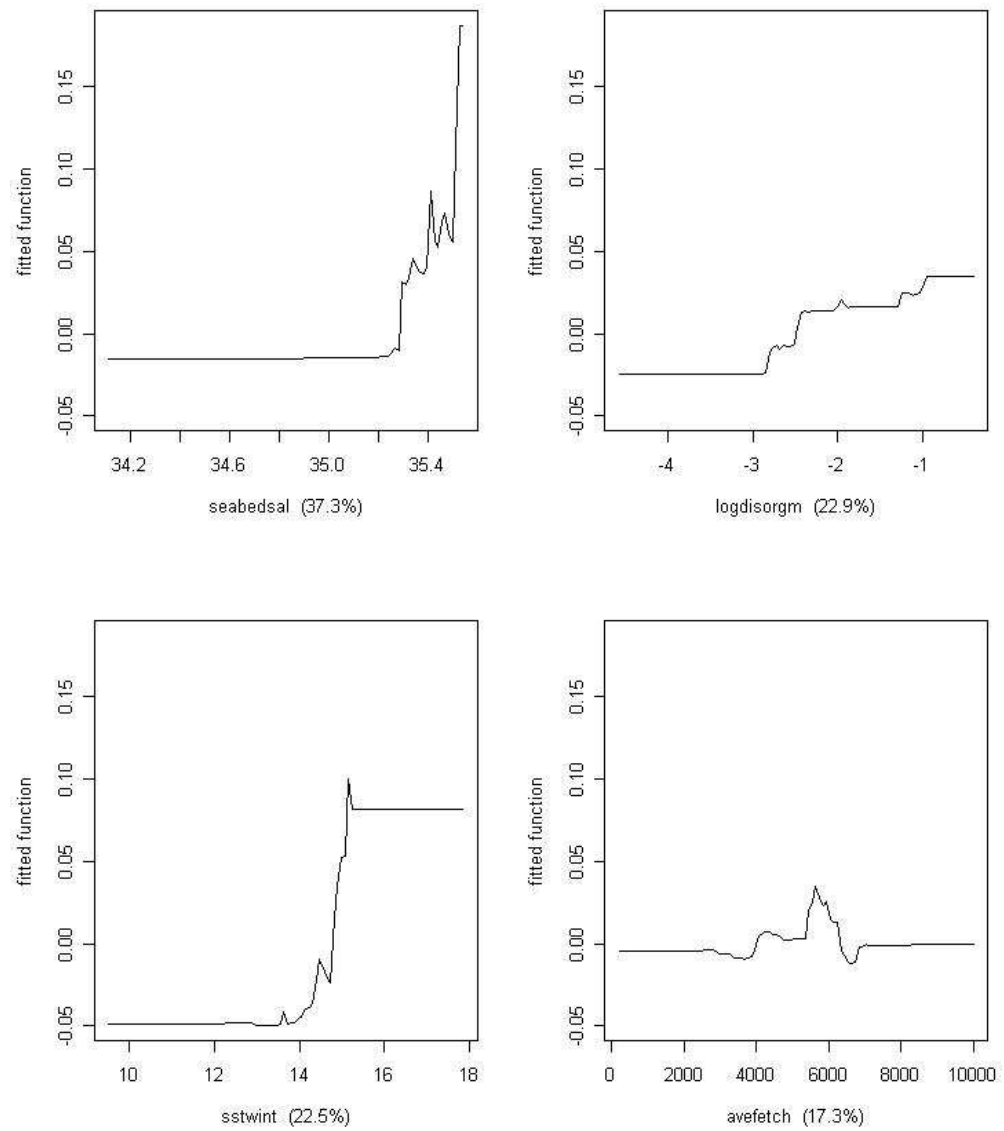 0.15
0.10
0.05
0.00
-0.05
fitted function
34.2 34.6 35.0 35.4
seabedsal (37.3%)
0.15
0.10
0.05
0.00
-0.05
fitted function
-4 -3 -2 -1
logdisorgm (22.9%)
0.15
0.10
0.05
0.00
-0.05
fitted function
10 12 14 16 18
sstwint (22.5%)
0.15
0.10
0.05
0.00
-0.05
fitted function
0 2000 4000 6000 8000 10000
avefetch (17.3%)